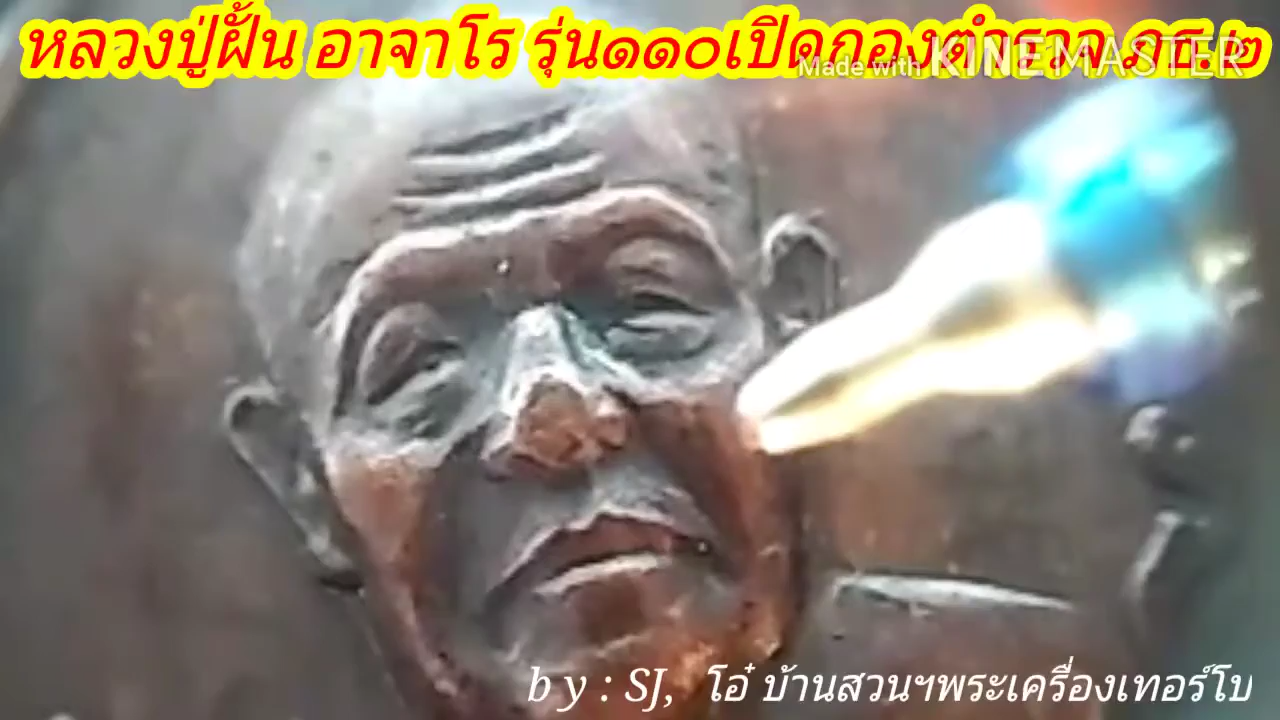 หลวงปู่ฝั้น อาจาโร รุ่น๑๑๐เปิดกองตำรวจ ภธ.๒
Made with KINEMASTER
by : SJ, โอ๋ บ้านสวนฯพระเครื่องเทอร์โบ